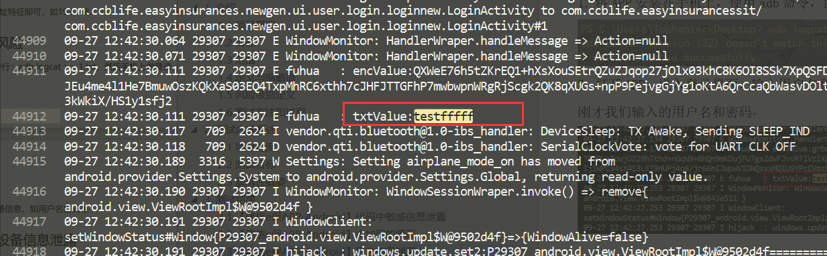 com.ccblife.easyinsurances.newgen.ui.user.login.loginnew.LoginActivity to com.ccblife.easyinsurancessit/
com.ccblife.easyinsurances.newgen.ui.user.login.loginnew.LoginActivity#1
44909 09-27 12:42:30.064 29307 29307 E WindowMonitor: HandlerWraper.handleMessage => Action=null
44910 09-27 12:42:30.071 29307 29307 E WindowMonitor: HandlerWraper.handleMessage => Action=null
44911 09-27 12:42:30.111 29307 29307 E fuhua : encValue:QXWeE76h5tZKrEQ1+hXsXouSEtrQZuZJqop27jOlx03khC8K6OI8SSk7XpQSFD
JEu4me4l1He7BmuwOszKQkXaS03EQ4TxpMhRC6xthh7cJHFJTTGFhP7mwbwpnWRgRjScgk2QK8qXUGs+npP9PejvgGjYg1oKtA6QrCcaQbWasvDOlt
3kWkiX/HS1y1sfj2
44912 09-27 12:42:30.111 29307 29307 E fuhua : txtValue:testfffff
44913 09-27 12:42:30.117 709 2624 I vendor.qti.bluetooth@1.0-ibs_handler: DeviceSleep: TX Awake, Sending SLEEP_IND
44914 09-27 12:42:30.118 709 2624 I vendor.qti.bluetooth@1.0-ibs_handler: SerialClockVote: vote for UART CLK OFF
44915 09-27 12:42:30.189 3316 5397 W Settings: Setting airplane_mode_on has moved from
android.provider.Settings.System to android.provider.Settings.Global, returning read-only value.
44916 09-27 12:42:30.190 29307 29307 I WindowMonitor: WindowSessionWraper.invoke() => remove{
android.view.ViewRootImpl$W@9502d4f }
44917 09-27 12:42:30.191 29307 29307 I WindowClient:
setWindowStatus#Window{P29307_android.view.ViewRootImpl$W@9502d4f}=>{WindowAlive=false}
44918 09-27 12:42:30.191 29307 29307 I hijack : windows.update.set2:P29307_android.view.ViewRootImpl$W@9502d4f==========
刚才我们输入的用户名和密码。